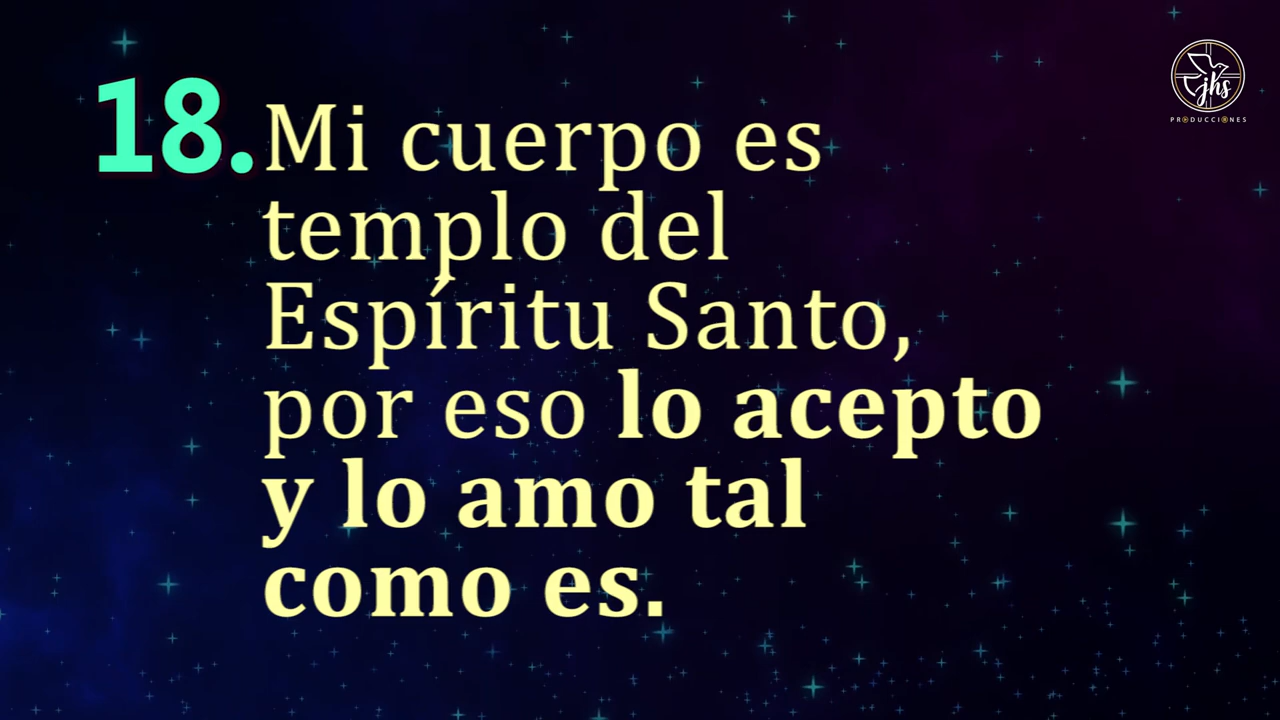 18. Mi cuerpo es
templo del
Espíritu Santo,
por eso lo acepto
y lo amo tal
como es.
jhs
PRODUCCIONES